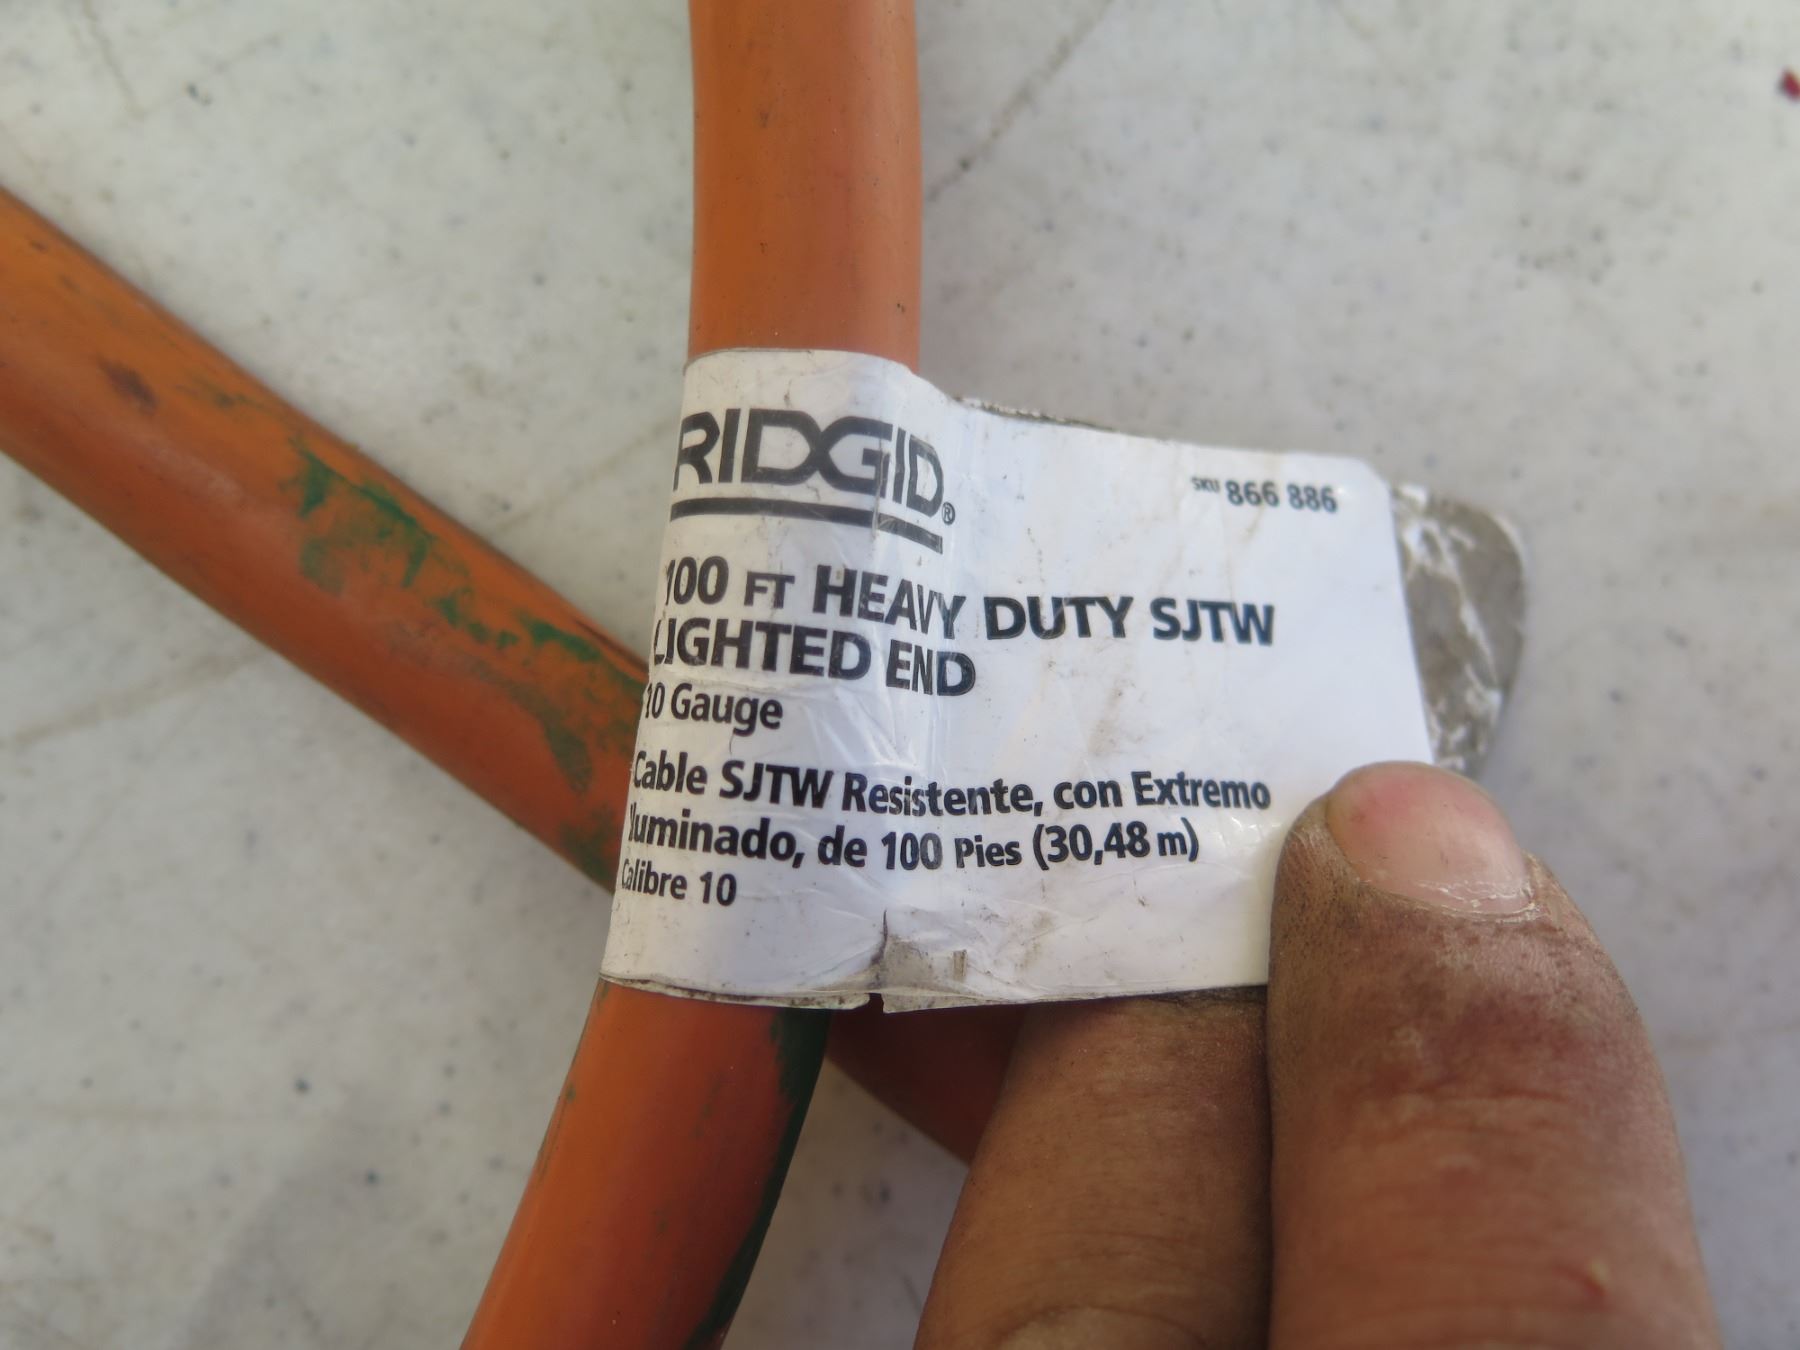 RIDGID®
SKU 866 886
100 FT HEAVY DUTY SJTW
LIGHTED END
10 Gauge
Cable SJTW Resistente, con Extremo
Iluminado, de 100 Pies (30,48 m)
Calibre 10